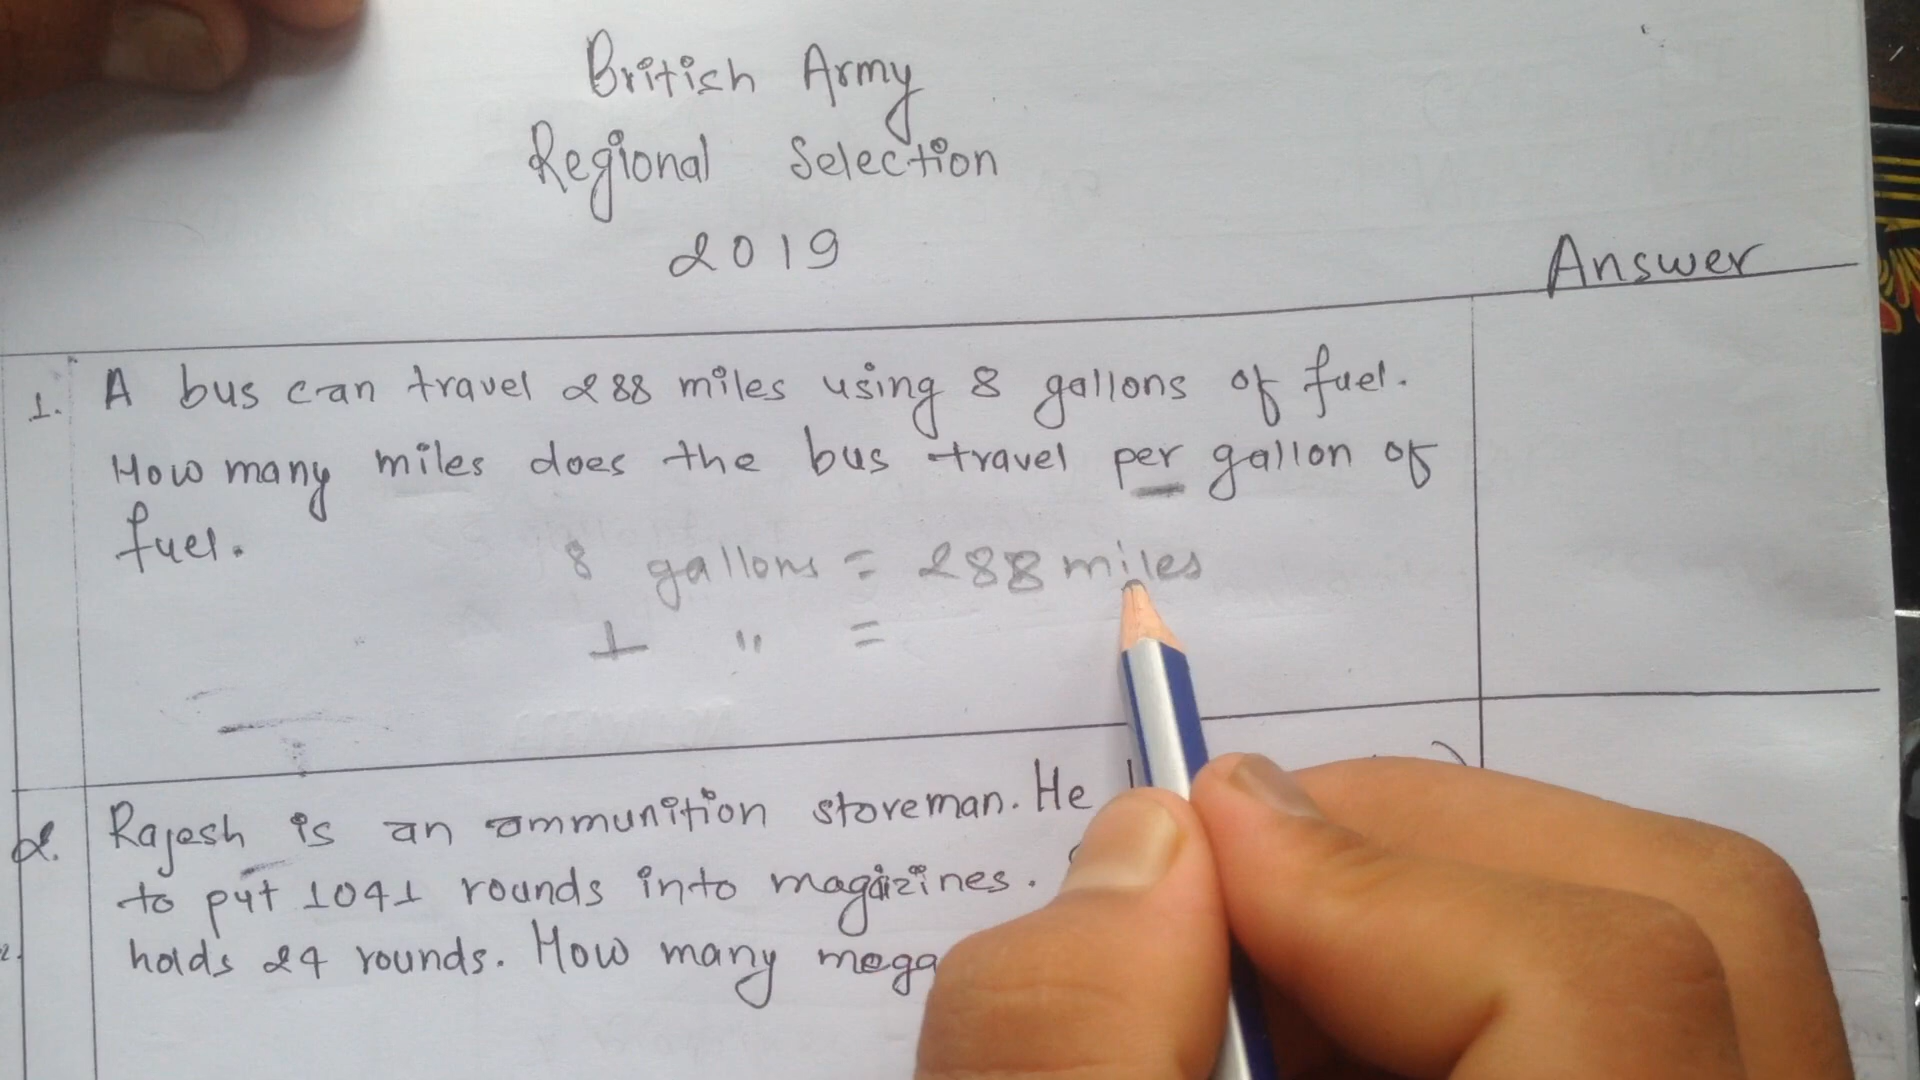 British Army
Regional Selection
2019
Answer
1. A bus can travel 288 miles using 8 gallons of fuel.
How many miles does the bus travel per gallon of
fuel.
8 gallons = 288 miles
1 " =
2. Rajesh is an ammunition storeman. He
to put 1041 rounds into magazines.
holds 24 rounds. How many maga